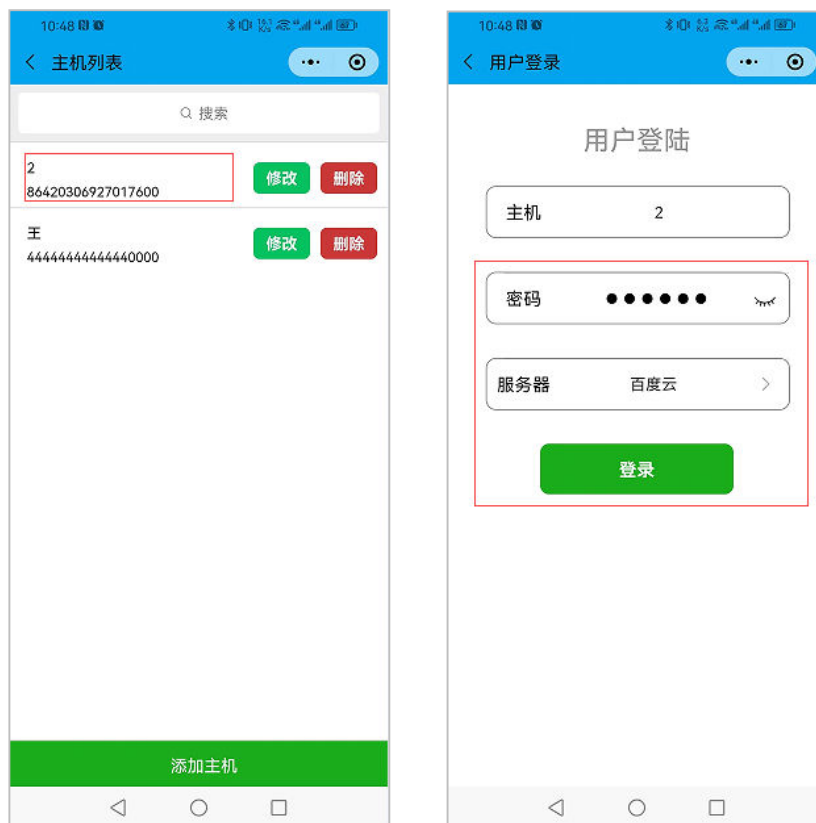 10:48
主机列表
搜索
2
86420306927017600
修改
删除
王
44444444444440000
修改
删除
添加主机
10:48
用户登录
用户登陆
主机 2
密码
服务器 百度云
登录